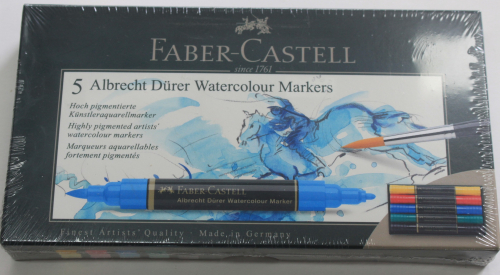 FABER-CASTELL
since 1761
5 Albrecht Dürer Watercolour Markers
Hoch pigmentierte
Künstleraquarellmarker
Highly pigmented artists'
watercolour markers
Marqueurs aquarellables
fortement pigmentés
FABER-CASTELL
Albrecht Dürer Watercolour Marker
Finest Artists' Quality · Made in Germany